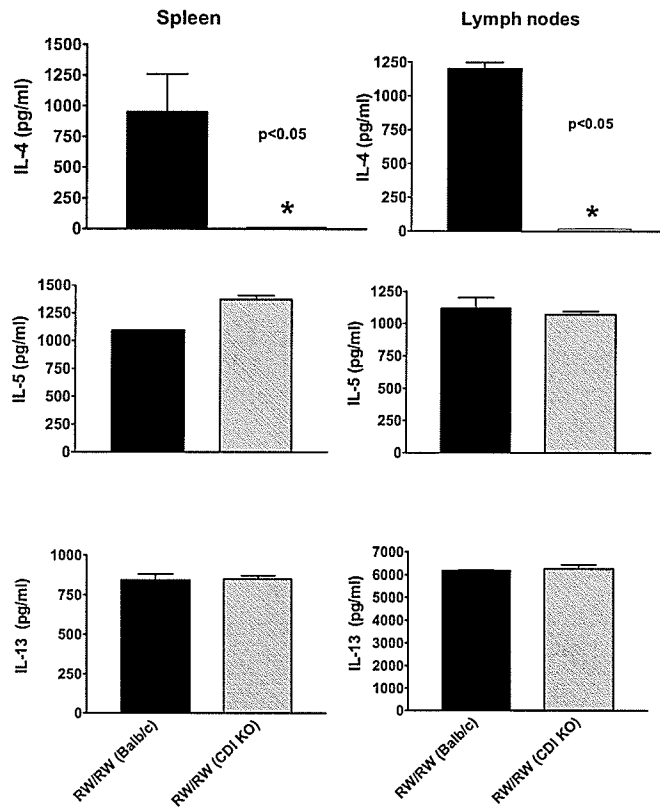 Spleen
Lymph nodes
IL-4 (pg/ml)
1500
1250
1000
750
500
250
0
p<0.05
*
IL-4 (pg/ml)
1250
1000
750
500
250
0
p<0.05
*
IL-5 (pg/ml)
1500
1250
1000
750
500
250
0
IL-5 (pg/ml)
1250
1000
750
500
250
0
IL-13 (pg/ml)
1000
750
500
250
0
IL-13 (pg/ml)
7000
6000
5000
4000
3000
2000
1000
0
RW/RW (Balb/c)
RW/RW (CDI KO)
RW/RW (Balb/c)
RW/RW (CDI KO)